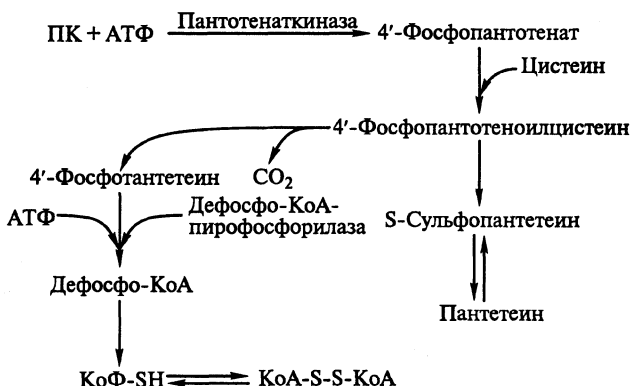 ПК + АТФ
Пантотенаткиназа
4′-Фосфопантотенат
Цистеин
4′-Фосфопантотеноилцистеин
4′-Фосфотантетеин
CO₂
АТФ
Дефосфо-КоА-
пирофосфорилаза
S-Сульфопантетеин
Дефосфо-КоА
Пантетеин
КоФ-SH
КоА-S-S-КоА